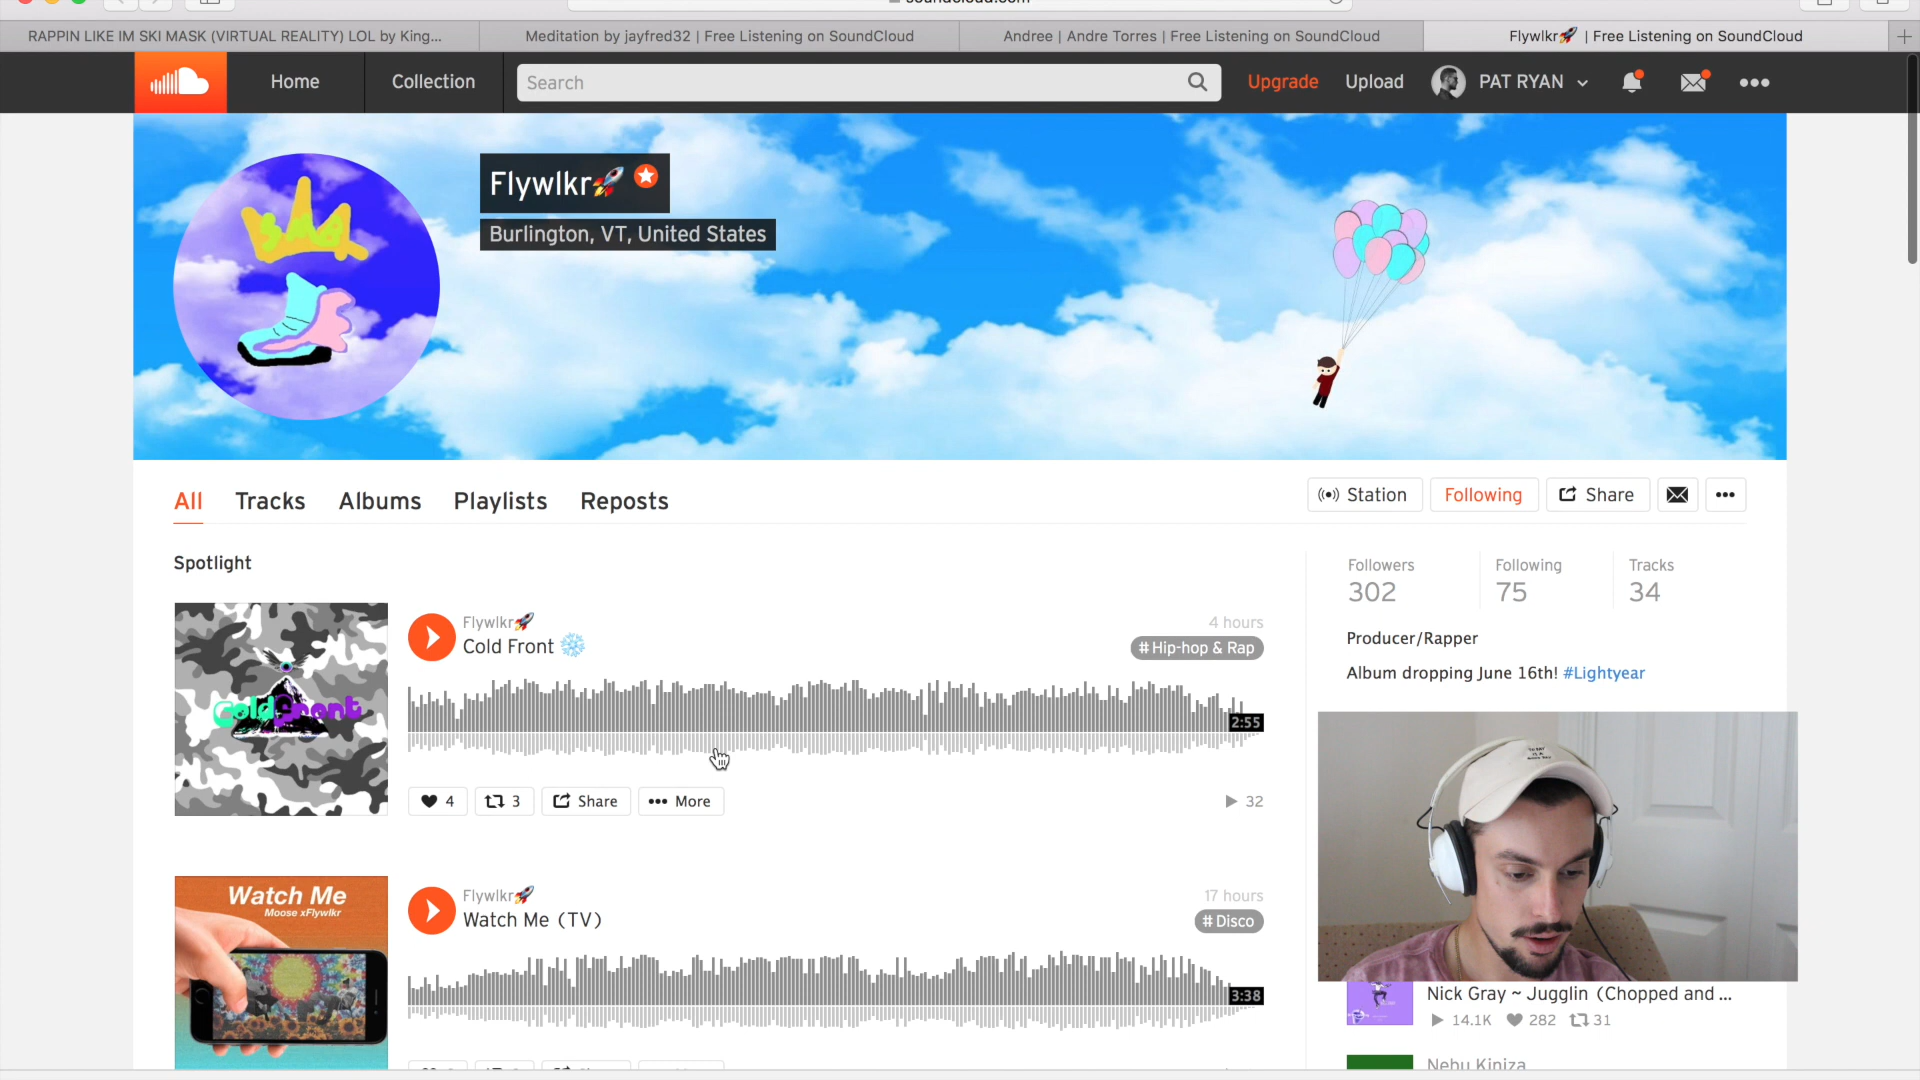 soundcloud.com
RAPPIN LIKE IM SKI MASK (VIRTUAL REALITY) LOL by King...
Meditation by jayfred32 | Free Listening on SoundCloud
Andree | Andre Torres | Free Listening on SoundCloud
Flywlkr🚀 | Free Listening on SoundCloud
Home
Collection
Search
Upgrade
Upload
PAT RYAN
Flywlkr🚀
Burlington, VT, United States
All
Tracks
Albums
Playlists
Reposts
Station
Following
Share
Spotlight
Flywlkr🚀
Cold Front ❄️
4 hours
# Hip-hop & Rap
2:55
4
3
Share
More
32
ColdFront
Watch Me
Moose xFlywlkr
Flywlkr🚀
Watch Me (TV)
17 hours
# Disco
3:38
Followers
302
Following
75
Tracks
34
Producer/Rapper
Album dropping June 16th! #Lightyear
Nick Gray ~ Jugglin (Chopped and ...
14.1K
282
31
Nehu Kiniza